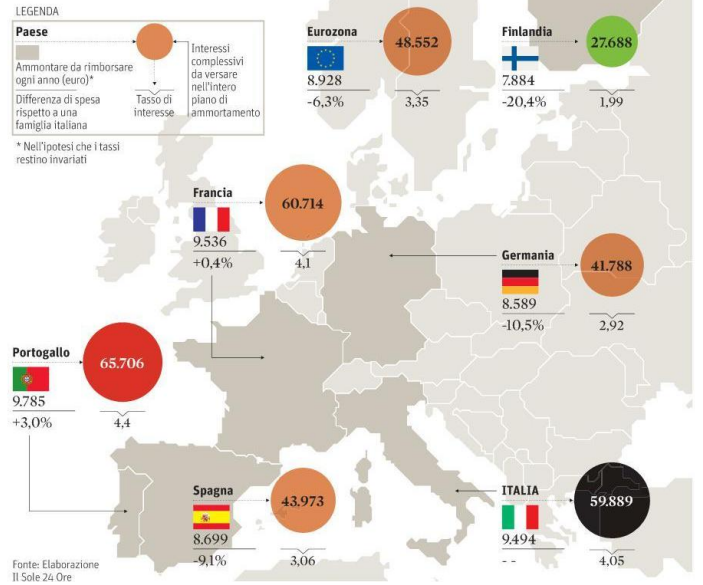 LEGENDA
Paese
Ammontare da rimborsare
ogni anno (euro)*
Differenza di spesa
rispetto a una
famiglia italiana
Tasso di
interesse
Interessi
complessivi
da versare
nell'intero
piano di
ammortamento
* Nell'ipotesi che i tassi
restino invariati
Eurozona
48.552
8.928
-6,3%
3,35
Finlandia
27.688
7.884
-20,4%
1,99
Francia
60.714
9.536
+0,4%
4,1
Germania
41.788
8.589
-10,5%
2,92
Portogallo
65.706
9.785
+3,0%
4,4
Spagna
43.973
8.699
-9,1%
3,06
ITALIA
59.889
9.494
- -
4,05
Fonte: Elaborazione
Il Sole 24 Ore